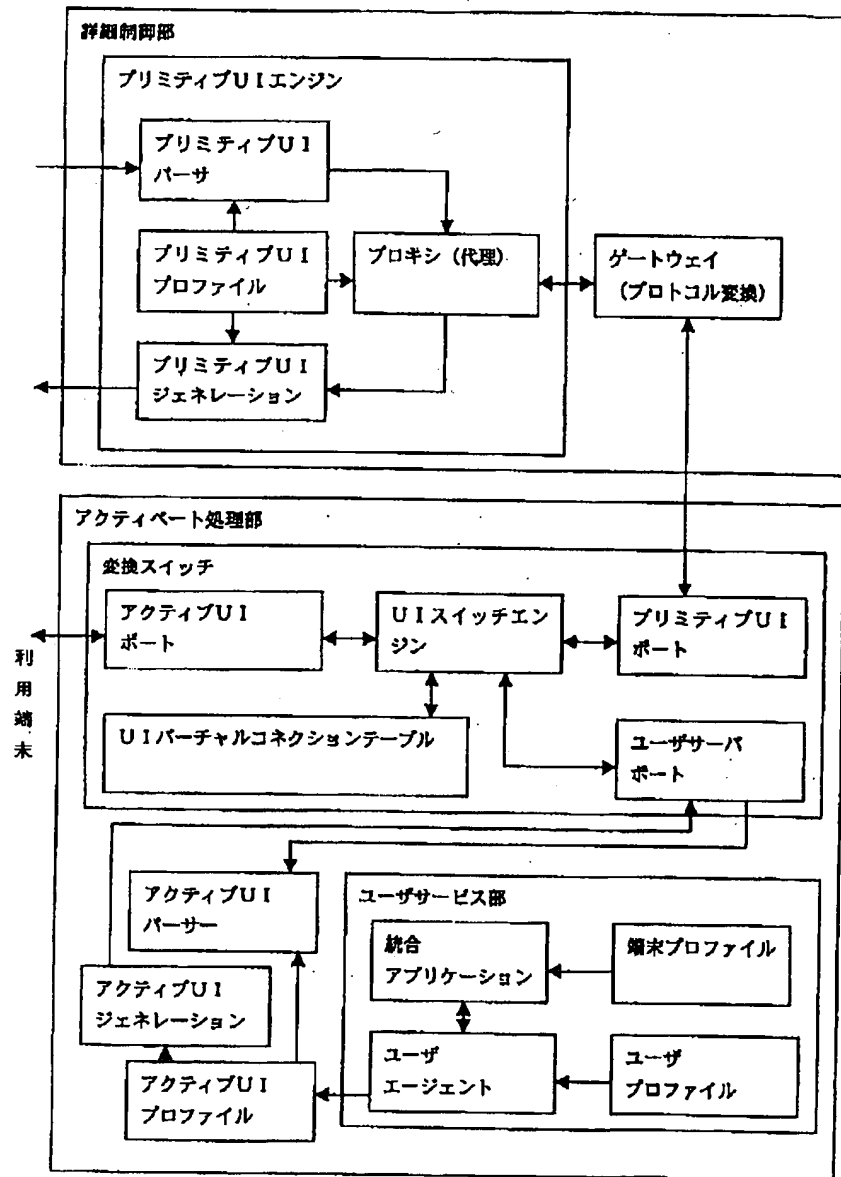 詳細制御部
プリミティブUIエンジン
プリミティブUI
パーサ
プリミティブUI
プロファイル
プロキシ(代理)
ゲートウェイ
(プロトコル変換)
プリミティブUI
ジェネレーション
アクティベート処理部
変換スイッチ
アクティブUI
ポート
UIスイッチエン
ジン
プリミティブUI
ポート
利用端末
UIバーチャルコネクションテーブル
ユーザサーバ
ポート
アクティブUI
パーサー
ユーザサービス部
統合
アプリケーション
端末プロファイル
アクティブUI
ジェネレーション
ユーザ
エージェント
ユーザ
プロファイル
アクティブUI
プロファイル